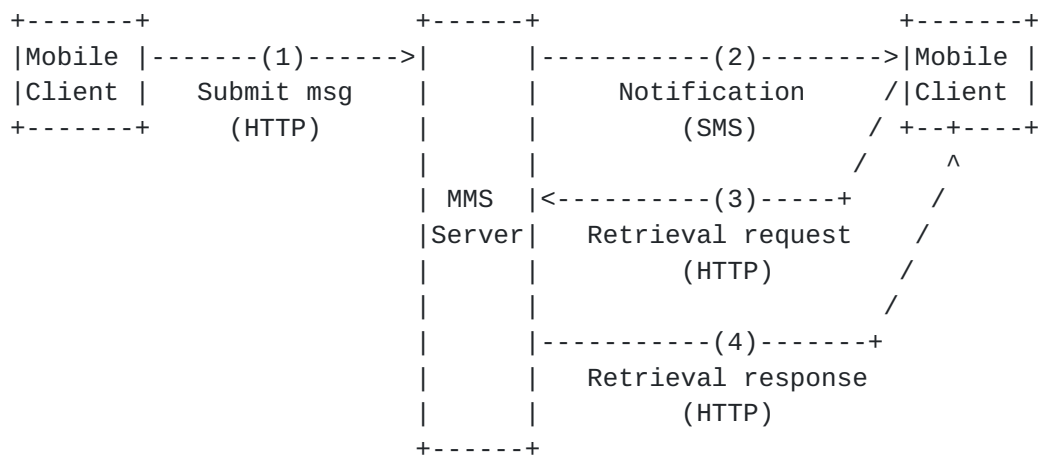 +-------+                +------+                     +-------+
|Mobile |-------(1)------>|      |-----------(2)-------->|Mobile |
|Client |   Submit msg    |      |     Notification     /|Client |
+-------+     (HTTP)      |      |         (SMS)       / +--+----+
                          |      |                    /     ^
                          | MMS  |<----------(3)-----+     /
                          |Server|   Retrieval request    /
                          |      |         (HTTP)        /
                          |      |                      /
                          |      |-----------(4)-------+
                          |      |   Retrieval response
                          |      |         (HTTP)
                          +------+